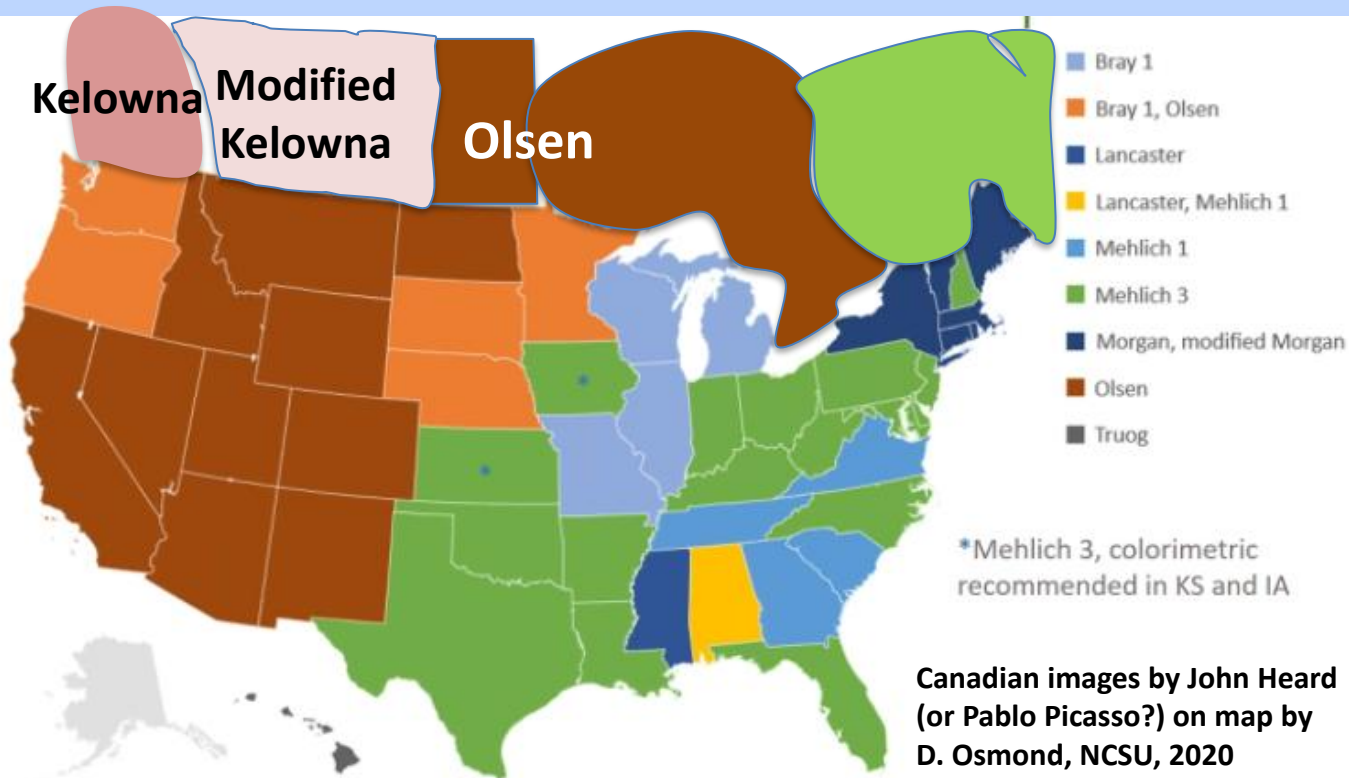 Kelowna
Modified
Kelowna
Olsen
Bray 1
Bray 1, Olsen
Lancaster
Lancaster, Mehlich 1
Mehlich 1
Mehlich 3
Morgan, modified Morgan
Olsen
Truog
*Mehlich 3, colorimetric
recommended in KS and IA
Canadian images by John Heard
(or Pablo Picasso?) on map by
D. Osmond, NCSU, 2020